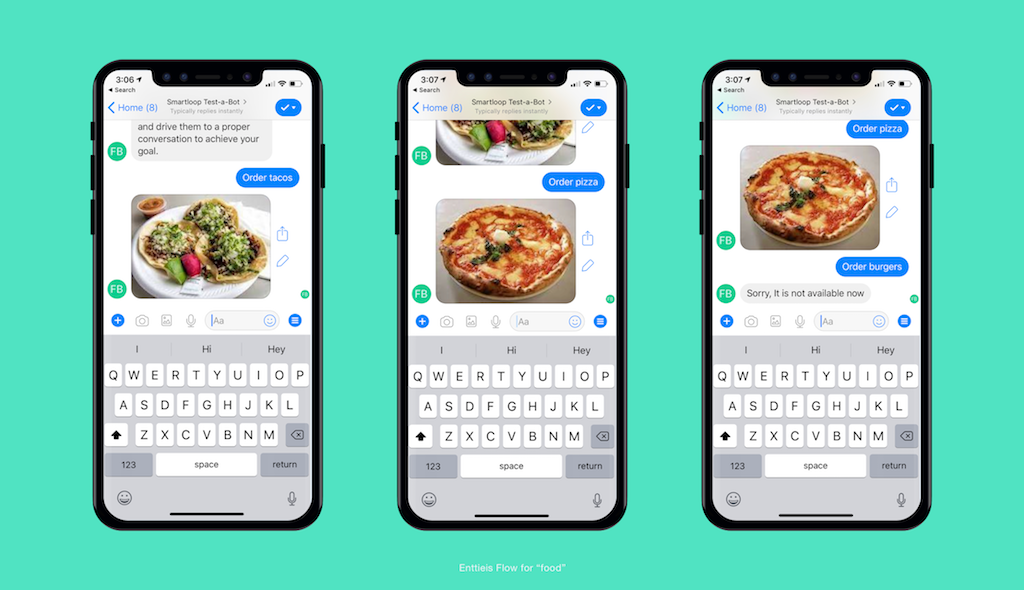 3:06
Search
Home (8)
Smartloop Test-a-Bot
Typically replies instantly
and drive them to a proper
conversation to achieve your
goal.
FB
Order tacos
FB
FB
Aa
I Hi Hey
Q W E R T Y U I O P
A S D F G H J K L
Z X C V B N M
123 space return
3:07
Search
Home (8)
Smartloop Test-a-Bot
Typically replies instantly
FB
Order pizza
FB
FB
Aa
I Hi Hey
Q W E R T Y U I O P
A S D F G H J K L
Z X C V B N M
123 space return
3:07
Search
Home (8)
Smartloop Test-a-Bot
Typically replies instantly
Order pizza
FB
Order burgers
FB
Sorry, It is not available now
FB
Aa
I Hi Hey
Q W E R T Y U I O P
A S D F G H J K L
Z X C V B N M
123 space return
Enttieis Flow for “food”